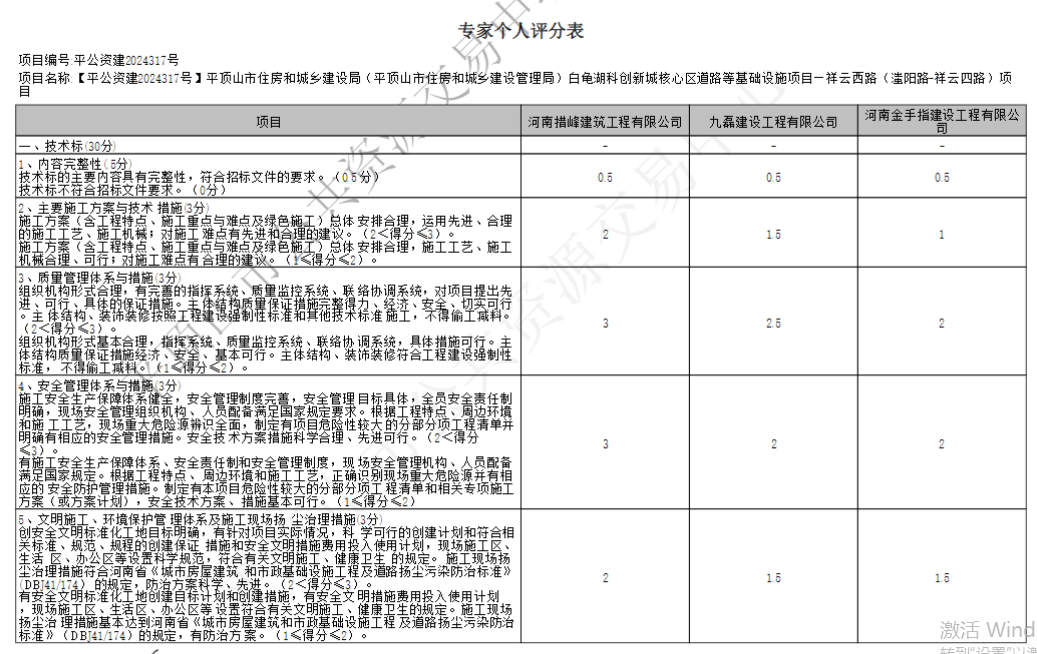 专家个人评分表
项目编号:平公资建2024317号
项目名称:【平公资建2024317号】平顶山市住房和城乡建设局（平顶山市住房和城乡建设管理局）白龟湖科创新城核心区道路等基础设施项目—祥云西路（滍阳路-祥云四路）项
目
项目 河南措峰建筑工程有限公司 九磊建设工程有限公司 河南金手指建设工程有限公
司
一、技术标(30分) - - -
1、内容完整性(.5分)
技术标的主要内容具有完整性，符合招标文件的要求。（0.5分） 0.5 0.5 0.5
技术标不符合招标文件要求。（0分）
2、主要施工方案与技术 措施(3分)
施工方案（含工程特点、施工重点与难点及绿色施工）总体 安排合理，运用先进、合理
的施工工艺、施工机械；对施工 难点有先进和合理的建议。（2＜得分≤3）。 2 1.5 1
施工方案（含工程特点、施工重点与难点及绿色施工）总体 安排合理，施工工艺、施工
机械合理、可行；对施工难点有 合理的建议。（1≤得分≤2）。
3、质量管理体系与措施(3分)
组织机构形式合理，有完善的指挥系统、质量监控系统、联 络协调系统，对项目提出先
进、可行、具体的保证措施。主 体结构质量保证措施完整得力、经济、安全、切实可行
。主 体结构、装饰装修按照工程建设强制性标准和其他技术标准 施工，不得偷工减料。
（2＜得分≤3）。 3 2.5 2
组织机构形式基本合理，指挥系统、质量监控系统、联络协 调系统，具体措施可行。主
体结构质量保证措施经济、安全、 基本可行。主体结构、装饰装修符合工程建设强制性
标准， 不得偷工减料。（1≤得分≤2）。
4、安全管理体系与措施(3分)
施工安全生产保障体系健全，安全管理制度完善，安全管理 目标具体，全员安全责任制
明确，现场安全管理组织机构、 人员配备满足国家规定要求。根据工程特点、周边环境
和施 工工艺，现场重大危险源辨识全面，制定有项目危险性较大 的分部分项工程清单并
明确有相应的安全管理措施。安全技 术方案措施科学合理、先进可行。（2＜得分
≤3）。 3 2 2
有施工安全生产保障体系、安全责任制和安全管理制度，现 场安全管理机构、人员配备
满足国家规定。根据工程特点、 周边环境和施工工艺，正确识别现场重大危险源并有相
应的 安全防护管理措施。制定有本项目危险性较大的分部分项工 程清单和相关专项施工
方案（或方案计划），安全技术方案、 措施基本可行。（1≤得分≤2）
5、文明施工、环境保护管 理体系及施工现场扬 尘治理措施(3分)
创安全文明标准化工地目标明确，有针对项目实际情况，科 学可行的创建计划和符合相
关标准、规范、规程的创建保证 措施和安全文明措施费用投入使用计划，现场施工区、
生活 区、办公区等设置科学规范，符合有关文明施工、健康卫生 的规定。施工现场扬
尘治理措施符合河南省《城市房屋建筑 和市政基础设施工程及道路扬尘污染防治标准》
（DBJ41/174）的规定，防治方案科学、先进。（2＜得分≤3）。 2 1.5 1.5
有安全文明标准化工地创建目标计划和创建措施，有安全文 明措施费用投入使用计划
，现场施工区、生活区、办公区等 设置符合有关文明施工、健康卫生的规定。施工现场
扬尘治 理措施基本达到河南省《城市房屋建筑和市政基础设施工程 及道路扬尘污染防治
标准》（DBJ41/174）的规定，有防治方 案。（1≤得分≤2）。
激活 Wind